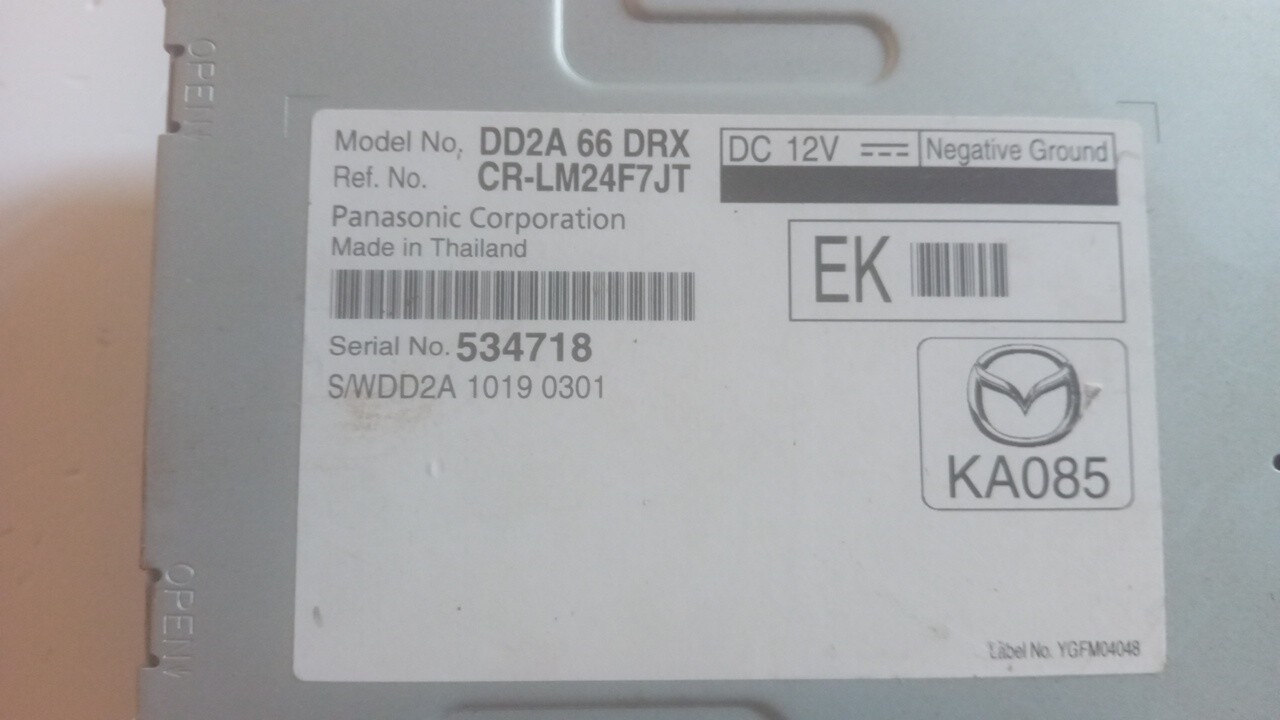 OPEN
Model No, DD2A 66 DRX
Ref. No. CR-LM24F7JT
Panasonic Corporation
Made in Thailand
DC 12V ⎓ Negative Ground
EK
Serial No. 534718
S/WDD2A 1019 0301
KA085
OPEN
Label No. YGFM04048